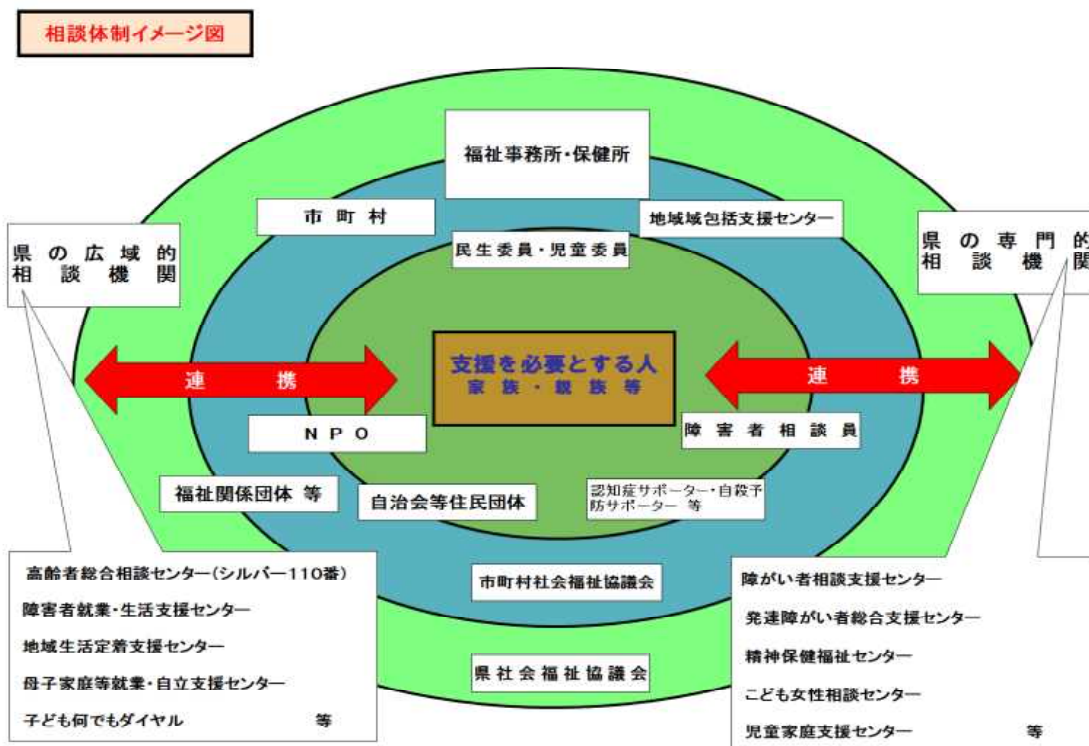 相談体制イメージ図
福祉事務所・保健所
市町村
地域域包括支援センター
県の広域的
相談機関
県の専門的
相談機関
民生委員・児童委員
支援を必要とする人
家族・親族等
連携
連携
NPO
障害者相談員
福祉関係団体 等
自治会等住民団体
認知症サポーター・自殺予
防サポーター 等
市町村社会福祉協議会
県社会福祉協議会
高齢者総合相談センター(シルバー110番)
障害者就業・生活支援センター
地域生活定着支援センター
母子家庭等就業・自立支援センター
子ども何でもダイヤル 等
障がい者相談支援センター
発達障がい者総合支援センター
精神保健福祉センター
こども女性相談センター
児童家庭支援センター 等